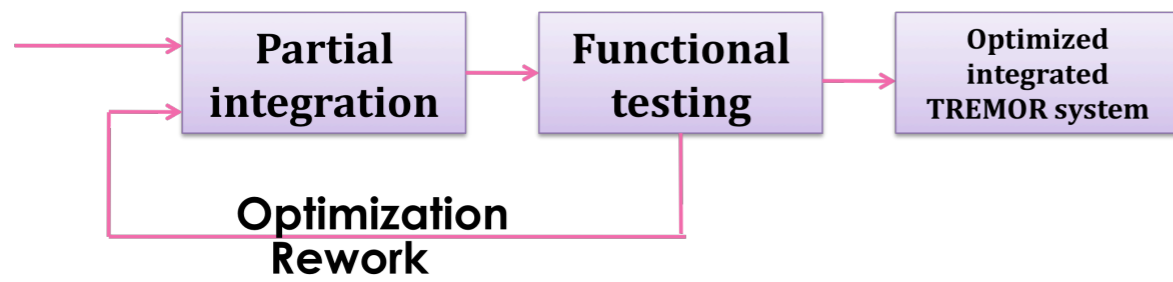 Partial
integration
Functional
testing
Optimized
integrated
TREMOR system
Optimization
Rework